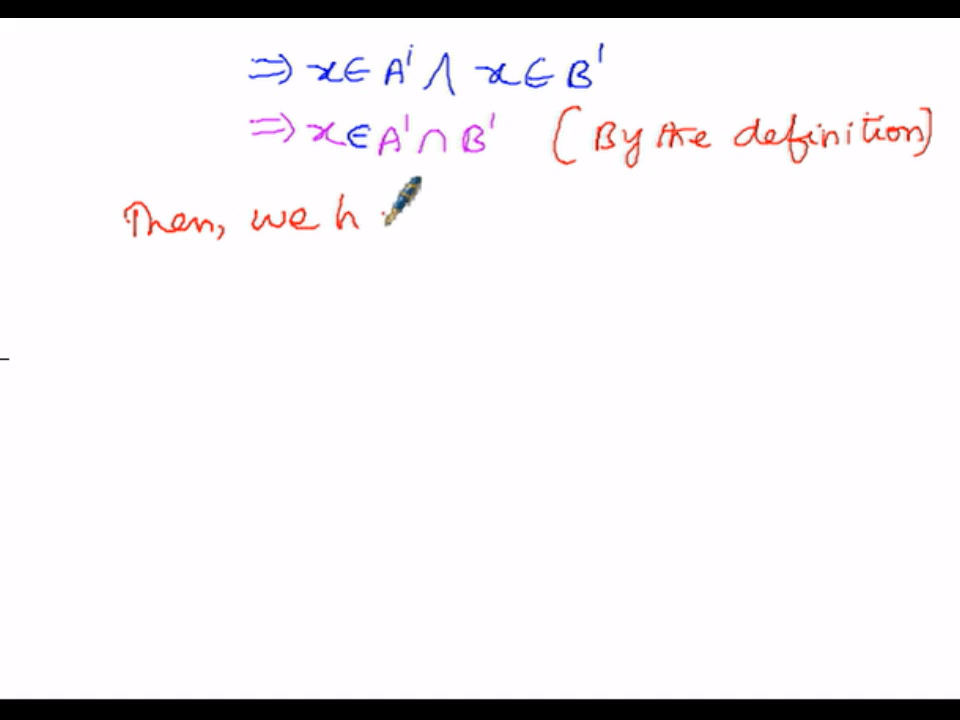 ⇒ x ∈ A' ∧ x ∈ B'
⇒ x ∈ A' ∩ B' (By the definition)
Then, we h